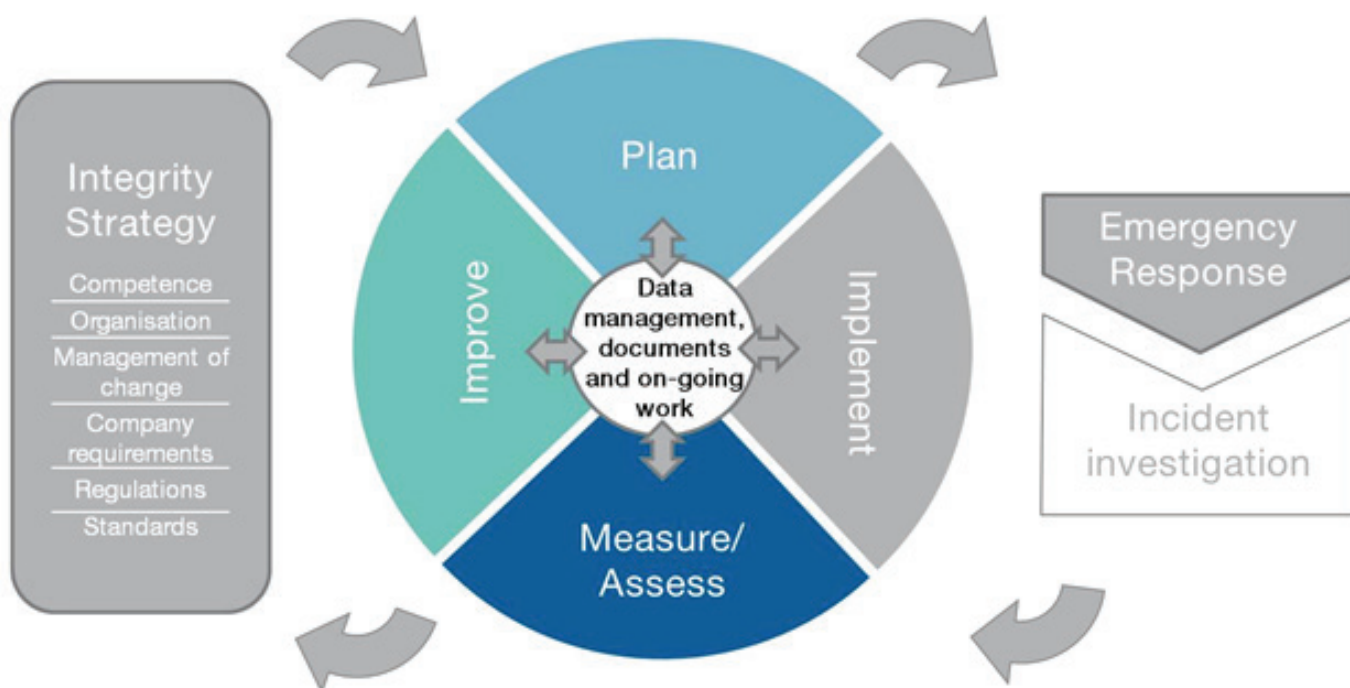 Integrity
Strategy
Competence
Organisation
Management of
change
Company
requirements
Regulations
Standards
Plan
Improve
Data
management,
documents
and on-going
work
Implement
Measure/
Assess
Emergency
Response
Incident
investigation